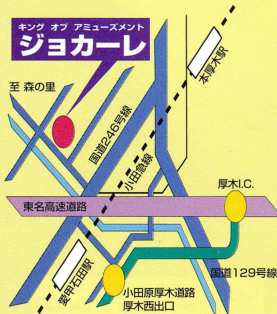 キング オブ アミューズメント
ジョカーレ
至 森の里
本厚木駅
国道246号線
小田急線
厚木I.C.
東名高速道路
国道129号線
愛甲石田駅
小田原厚木道路
厚木西出口